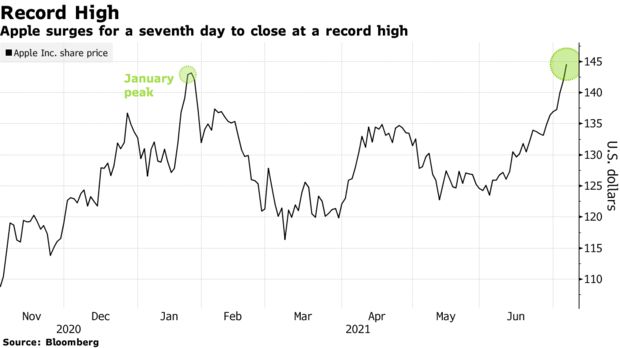 Record High
Apple surges for a seventh day to close at a record high
Apple Inc. share price
January
peak
145
140
135
130
125
120
115
110
U.S. dollars
Nov Dec Jan Feb Mar Apr May Jun
2020 2021
Source: Bloomberg